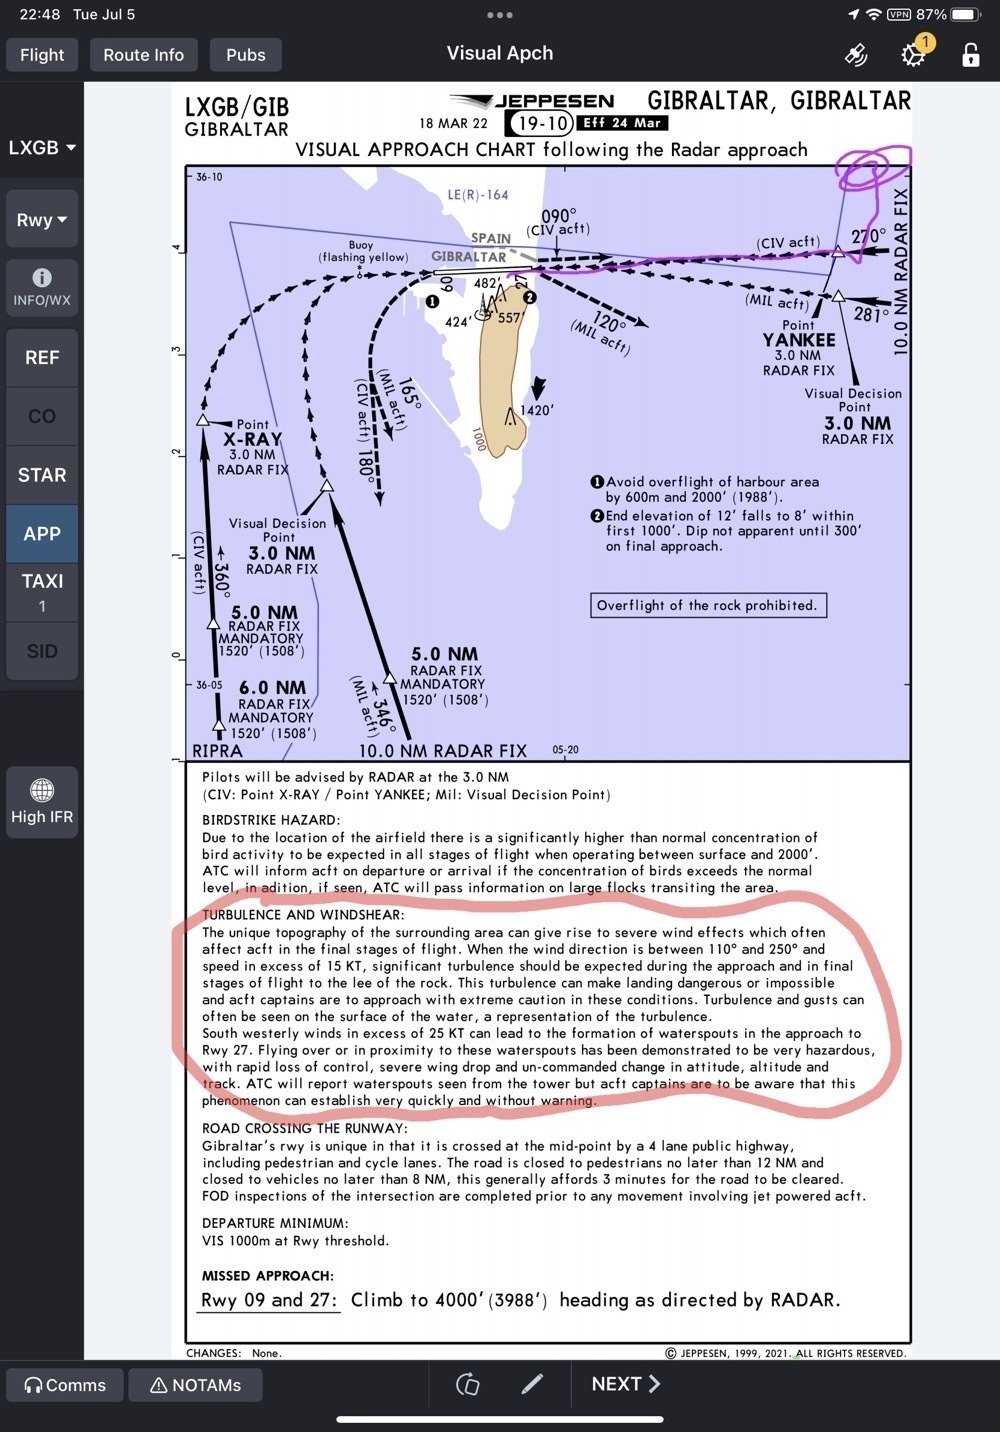 22:48 Tue Jul 5
VPN 87%
Flight
Route Info
Pubs
Visual Apch
1
LXGB
Rwy
INFO/WX
REF
CO
STAR
APP
TAXI
1
SID
High IFR
LXGB/GIB
GIBRALTAR
JEPPESEN
18 MAR 22
19-10
Eff 24 Mar
GIBRALTAR, GIBRALTAR
VISUAL APPROACH CHART following the Radar approach
36-10
LE(R)-164
090°
(CIV acft)
SPAIN
GIBRALTAR
Buoy
(flashing yellow)
(CIV acft)
270°
10.0 NM RADAR FIX
4
09
27
482'
1
2
424'
557'
120°
(MIL acft)
(MIL acft)
281°
Point
YANKEE
3.0 NM
RADAR FIX
3
165°
(MIL acft)
(CIV acft)
180°
Visual Decision
Point
3.0 NM
RADAR FIX
1420'
1000
Point
X-RAY
3.0 NM
RADAR FIX
2
1 Avoid overflight of harbour area
by 600m and 2000' (1988').
2 End elevation of 12' falls to 8' within
first 1000'. Dip not apparent until 300'
on final approach.
Visual Decision
Point
3.0 NM
RADAR FIX
(CIV acft)
360°
1
Overflight of the rock prohibited.
5.0 NM
RADAR FIX
MANDATORY
1520' (1508')
0
36-05
5.0 NM
RADAR FIX
MANDATORY
1520' (1508')
346°
(MIL acft)
6.0 NM
RADAR FIX
MANDATORY
1520' (1508')
RIPRA
10.0 NM RADAR FIX
05-20
1
Pilots will be advised by RADAR at the 3.0 NM
(CIV: Point X-RAY / Point YANKEE; Mil: Visual Decision Point)
BIRDSTRIKE HAZARD:
Due to the location of the airfield there is a significantly higher than normal concentration of
bird activity to be expected in all stages of flight when operating between surface and 2000'.
ATC will inform acft on departure or arrival if the concentration of birds exceeds the normal
level, in adition, if seen, ATC will pass information on large flocks transiting the area.
TURBULENCE AND WINDSHEAR:
The unique topography of the surrounding area can give rise to severe wind effects which often
affect acft in the final stages of flight. When the wind direction is between 110° and 250° and
speed in excess of 15 KT, significant turbulence should be expected during the approach and in final
stages of flight to the lee of the rock. This turbulence can make landing dangerous or impossible
and acft captains are to approach with extreme caution in these conditions. Turbulence and gusts can
often be seen on the surface of the water, a representation of the turbulence.
South westerly winds in excess of 25 KT can lead to the formation of waterspouts in the approach to
Rwy 27. Flying over or in proximity to these waterspouts has been demonstrated to be very hazardous,
with rapid loss of control, severe wing drop and un-commanded change in attitude, altitude and
track. ATC will report waterspouts seen from the tower but acft captains are to be aware that this
phenomenon can establish very quickly and without warning.
ROAD CROSSING THE RUNWAY:
Gibraltar's rwy is unique in that it is crossed at the mid-point by a 4 lane public highway,
including pedestrian and cycle lanes. The road is closed to pedestrians no later than 12 NM and
closed to vehicles no later than 8 NM, this generally affords 3 minutes for the road to be cleared.
FOD inspections of the intersection are completed prior to any movement involving jet powered acft.
DEPARTURE MINIMUM:
VIS 1000m at Rwy threshold.
MISSED APPROACH:
Rwy 09 and 27: Climb to 4000' (3988') heading as directed by RADAR.
CHANGES: None.
© JEPPESEN, 1999, 2021. ALL RIGHTS RESERVED.
Comms
NOTAMs
NEXT